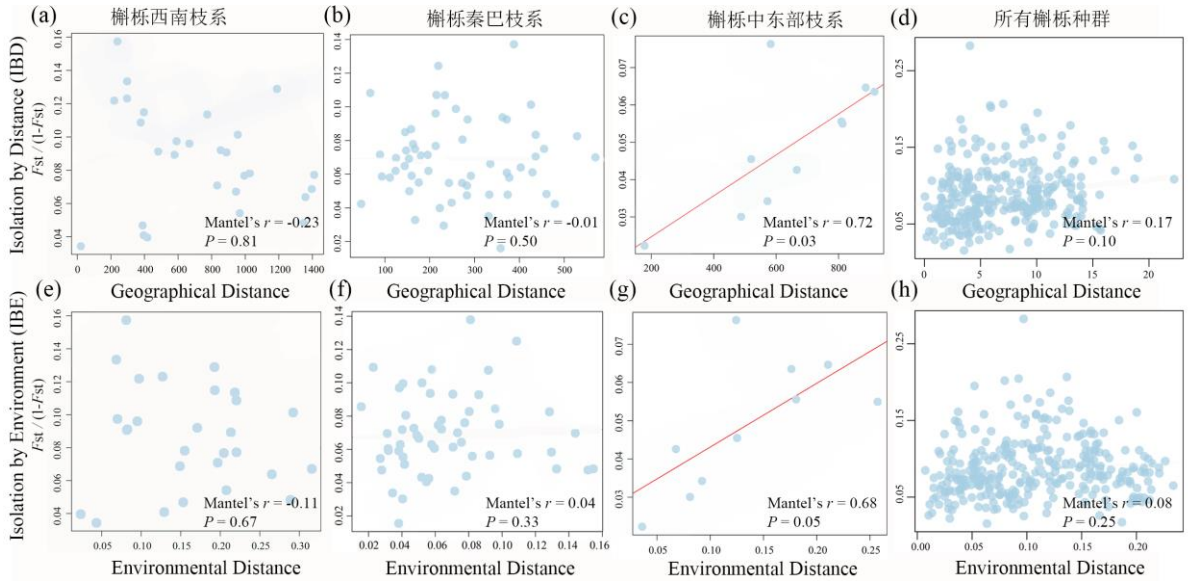 (a) 槲栎西南枝系
(b) 槲栎秦巴枝系
(c) 槲栎中东部枝系
(d) 所有槲栎种群
Isolation by Distance (IBD)
Fst / (1-Fst)
0.04 0.06 0.08 0.10 0.12 0.14 0.16
0 200 400 600 800 1000 1200 1400
Mantel's r = -0.23
P = 0.81
Geographical Distance
0.02 0.04 0.06 0.08 0.10 0.12 0.14
100 200 300 400 500
Mantel's r = -0.01
P = 0.50
Geographical Distance
0.03 0.04 0.05 0.06 0.07
200 400 600 800
Mantel's r = 0.72
P = 0.03
Geographical Distance
0.05 0.15 0.25
0 5 10 15 20
Mantel's r = 0.17
P = 0.10
Geographical Distance
(e)
(f)
(g)
(h)
Isolation by Environment (IBE)
Fst / (1-Fst)
0.04 0.06 0.08 0.10 0.12 0.14 0.16
0.05 0.10 0.15 0.20 0.25 0.30
Mantel's r = -0.11
P = 0.67
Environmental Distance
0.02 0.04 0.06 0.08 0.10 0.12 0.14
0.02 0.04 0.06 0.08 0.10 0.12 0.14 0.16
Mantel's r = 0.04
P = 0.33
Environmental Distance
0.03 0.04 0.05 0.06 0.07
0.05 0.10 0.15 0.20 0.25
Mantel's r = 0.68
P = 0.05
Environmental Distance
0.05 0.15 0.25
0.00 0.05 0.10 0.15 0.20
Mantel's r = 0.08
P = 0.25
Environmental Distance